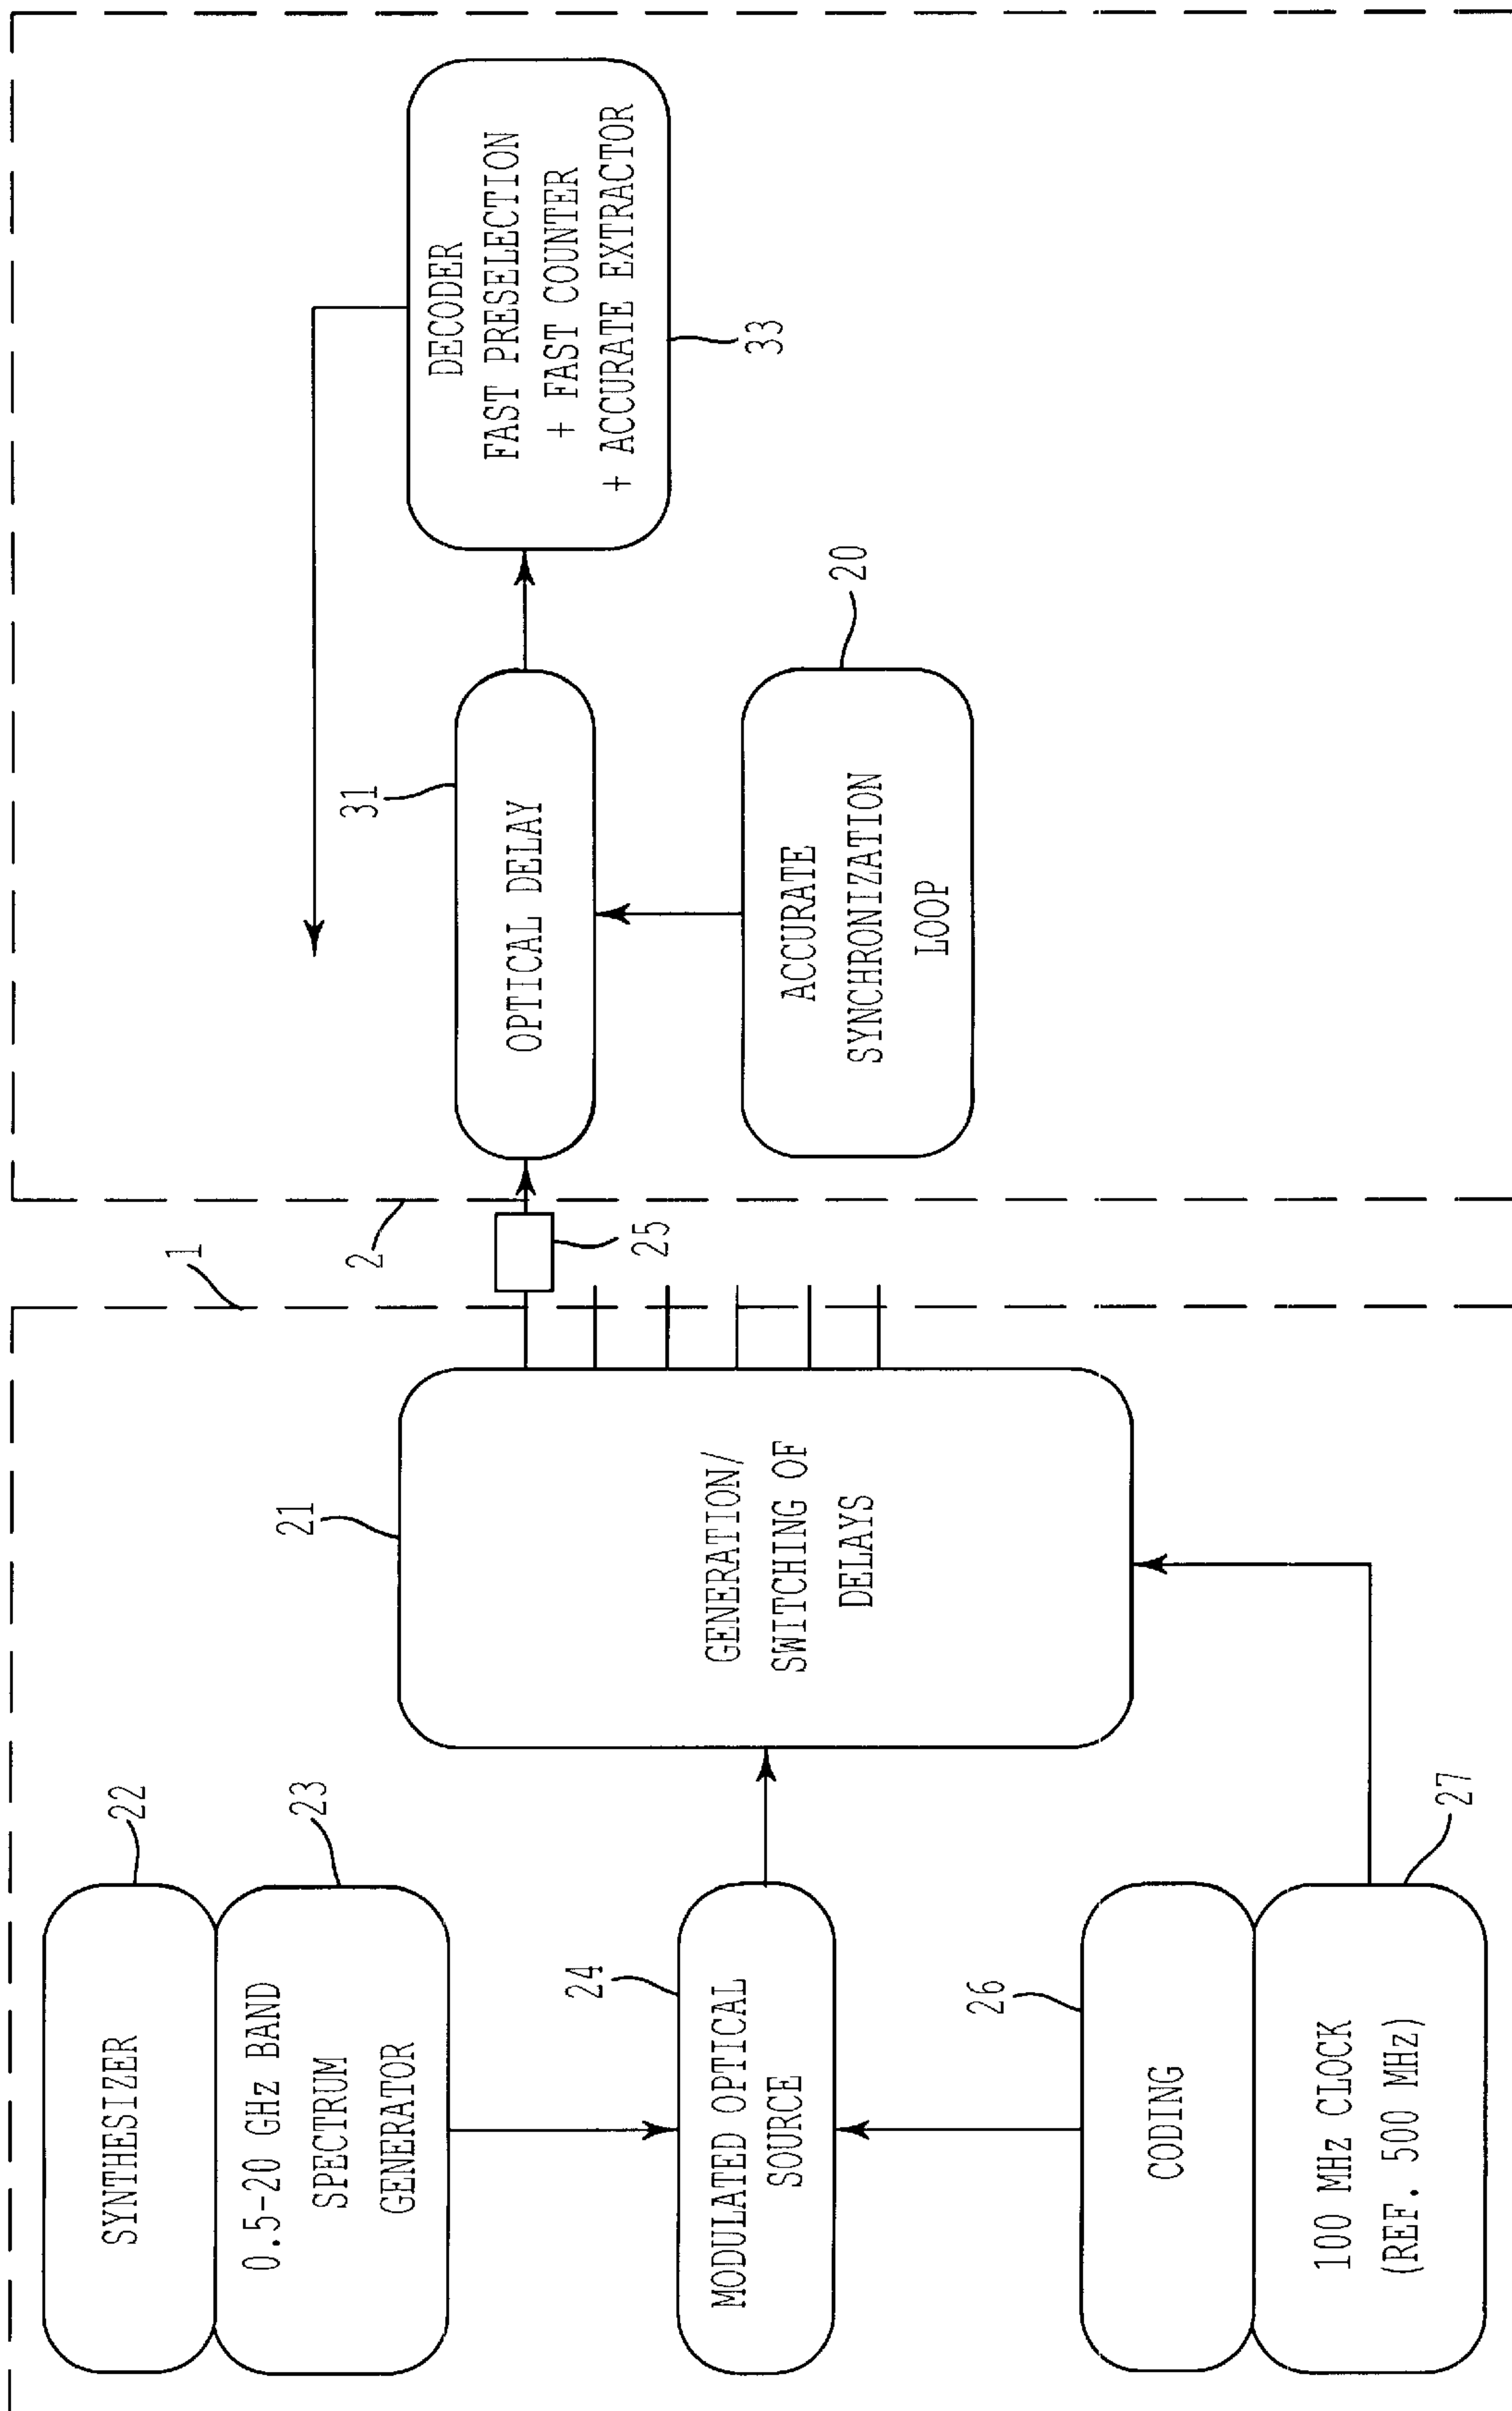 1
2
22
SYNTHESIZER
23
0.5-20 GHz BAND
SPECTRUM
GENERATOR
24
MODULATED OPTICAL
SOURCE
26
CODING
27
100 MHz CLOCK
(REF. 500 MHz)
21
GENERATION/
SWITCHING OF
DELAYS
25
31
OPTICAL DELAY
20
ACCURATE
SYNCHRONIZATION
LOOP
DECODER
FAST PRESELECTION
+ FAST COUNTER
+ ACCURATE EXTRACTOR
33